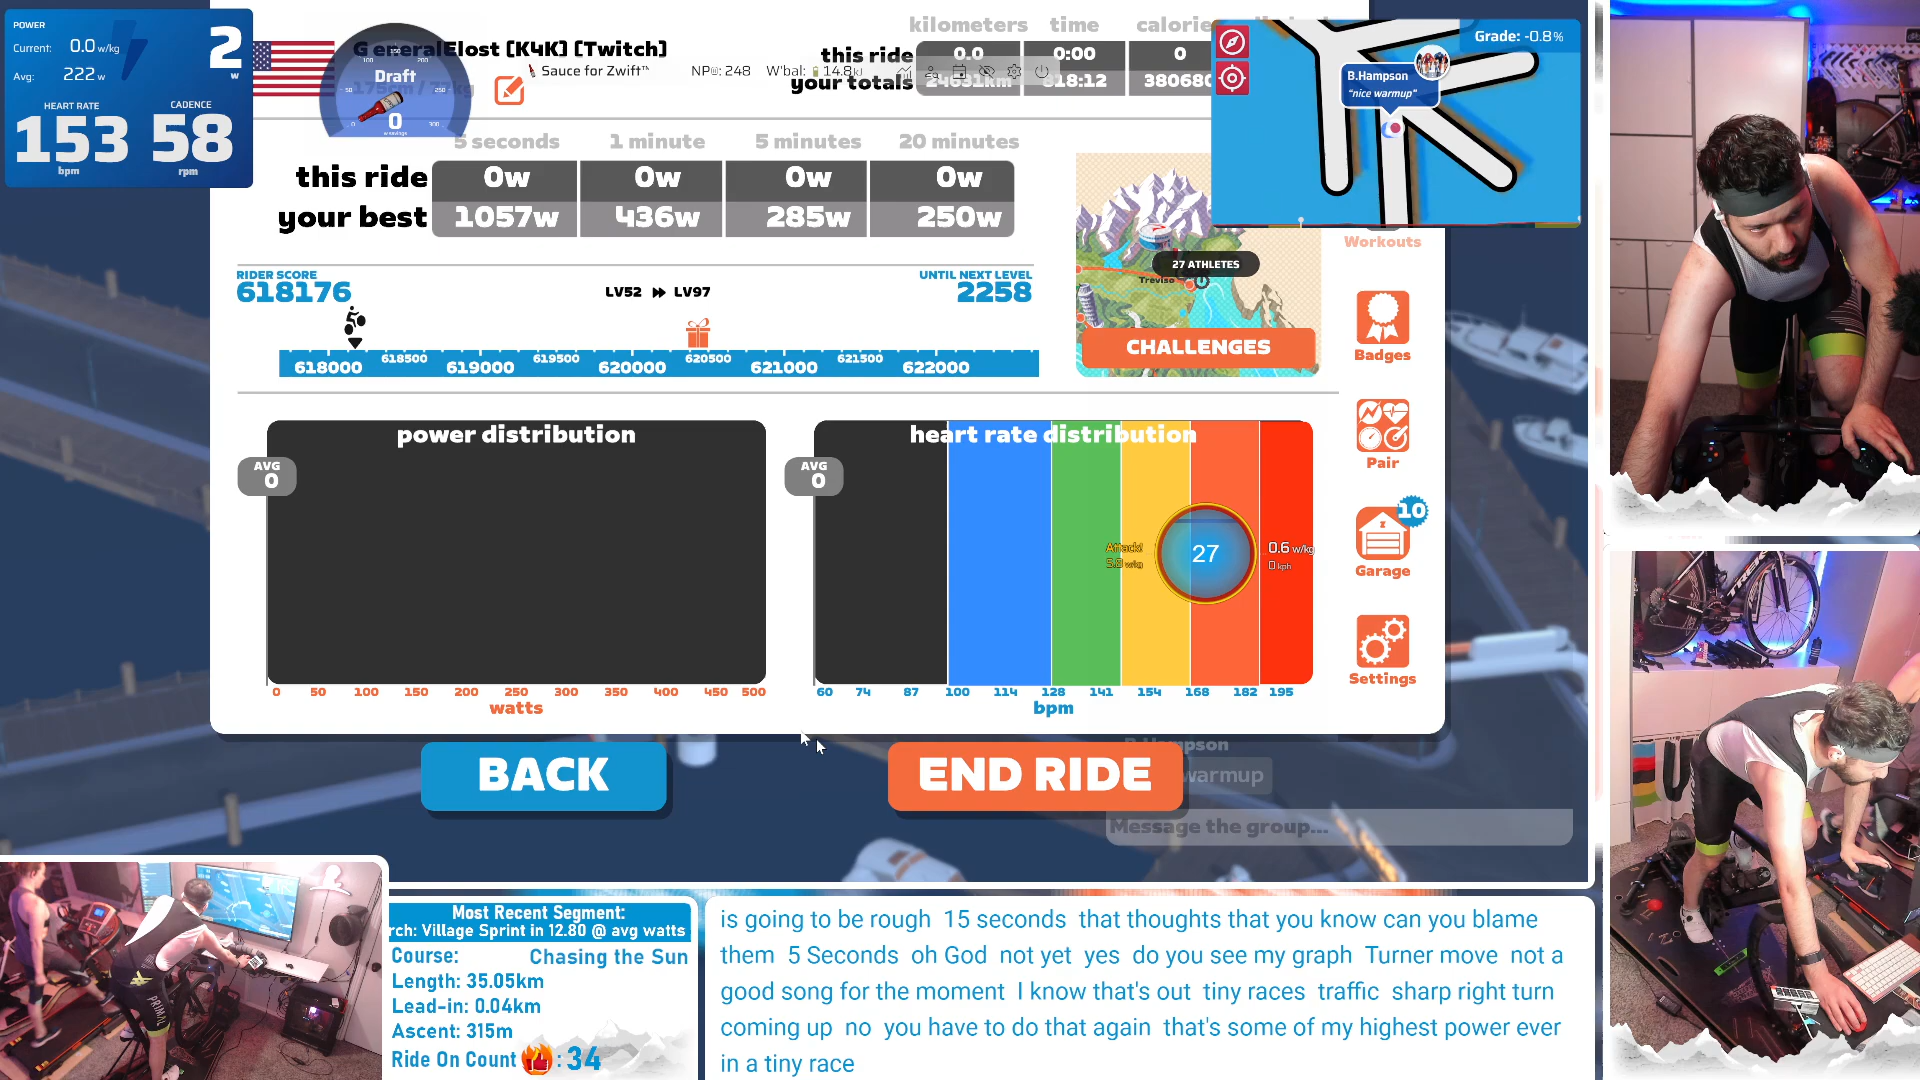 POWER
Current: 0.0 w/kg
Avg: 222 w
2
w
HEART RATE
CADENCE
153
58
bpm
rpm
GeneralElost [K4K] [Twitch]
Sauce for Zwift™
NP®: 248
W'bal: 14.8 kJ
Draft
0
kilometers time
this ride 0.0 0:00 0
your totals 24631km 818:12 380680
5 seconds 1 minute 5 minutes 20 minutes
this ride 0w 0w 0w 0w
your best 1057w 436w 285w 250w
RIDER SCORE
618176
LV52 LV97
UNTIL NEXT LEVEL
2258
618000 618500 619000 619500 620000 620500 621000 621500 622000
27 ATHLETES
Treviso
CHALLENGES
Grade: -0.8%
B.Hampson
"nice warmup"
Workouts
Badges
Pair
10
Garage
Settings
power distribution
AVG
0
0 50 100 150 200 250 300 350 400 450 500
watts
heart rate distribution
AVG
0
Attack!
27
0.6 w/kg
0 kph
60 74 87 100 114 128 141 154 168 182 195
bpm
BACK
END RIDE
B.Hampson
warmup
Message the group...
Most Recent Segment:
rch: Village Sprint in 12.80 @ avg watts
Course: Chasing the Sun
Length: 35.05km
Lead-in: 0.04km
Ascent: 315m
Ride On Count : 34
is going to be rough 15 seconds that thoughts that you know can you blame
them 5 Seconds oh God not yet yes do you see my graph Turner move not a
good song for the moment I know that's out tiny races traffic sharp right turn
coming up no you have to do that again that's some of my highest power ever
in a tiny race
PRIMAL